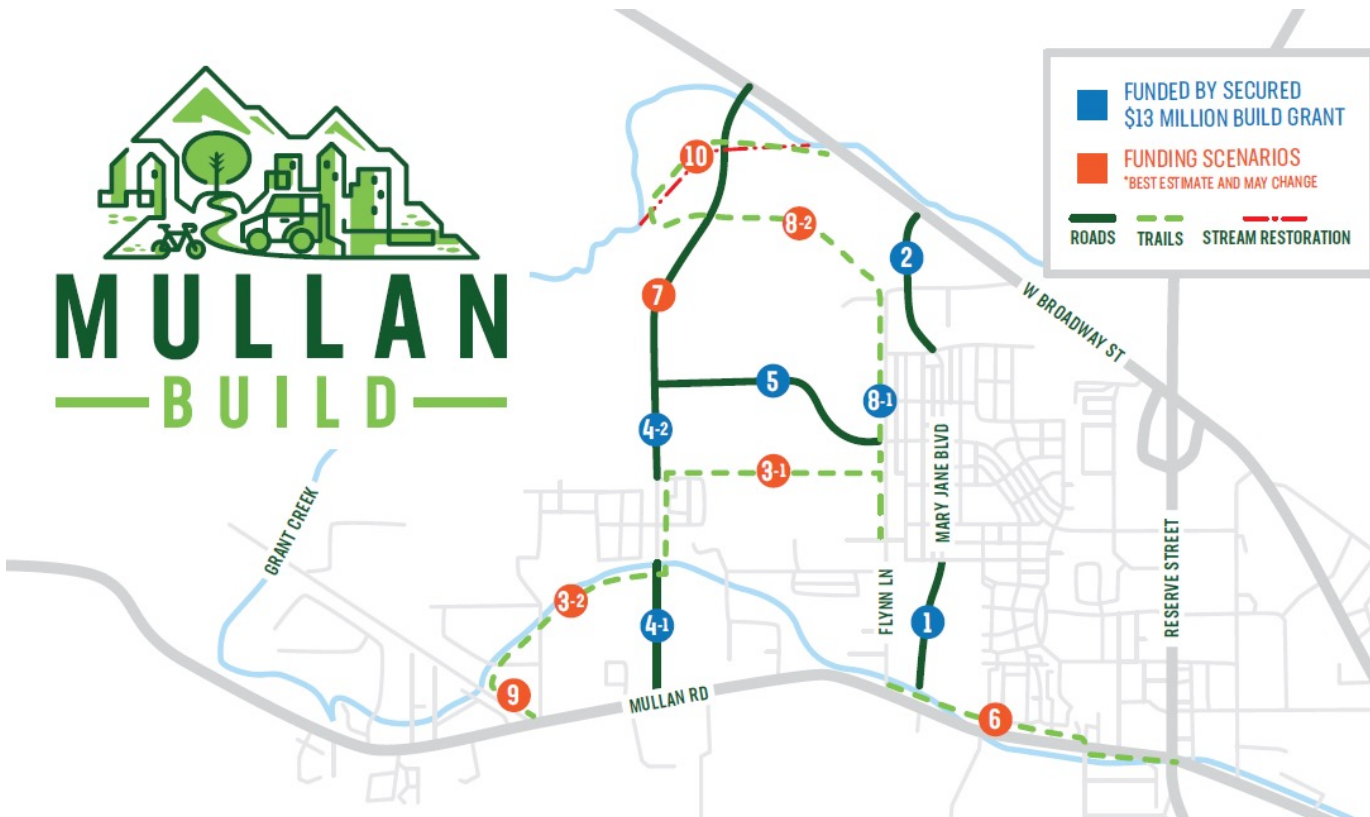 MULLAN
BUILD
FUNDED BY SECURED
$13 MILLION BUILD GRANT
FUNDING SCENARIOS
*BEST ESTIMATE AND MAY CHANGE
ROADS
TRAILS
STREAM RESTORATION
10
8-2
2
7
W BROADWAY ST
5
8-1
4-2
3-1
MARY JANE BLVD
GRANT CREEK
RESERVE STREET
3-2
FLYNN LN
4-1
1
9
MULLAN RD
6